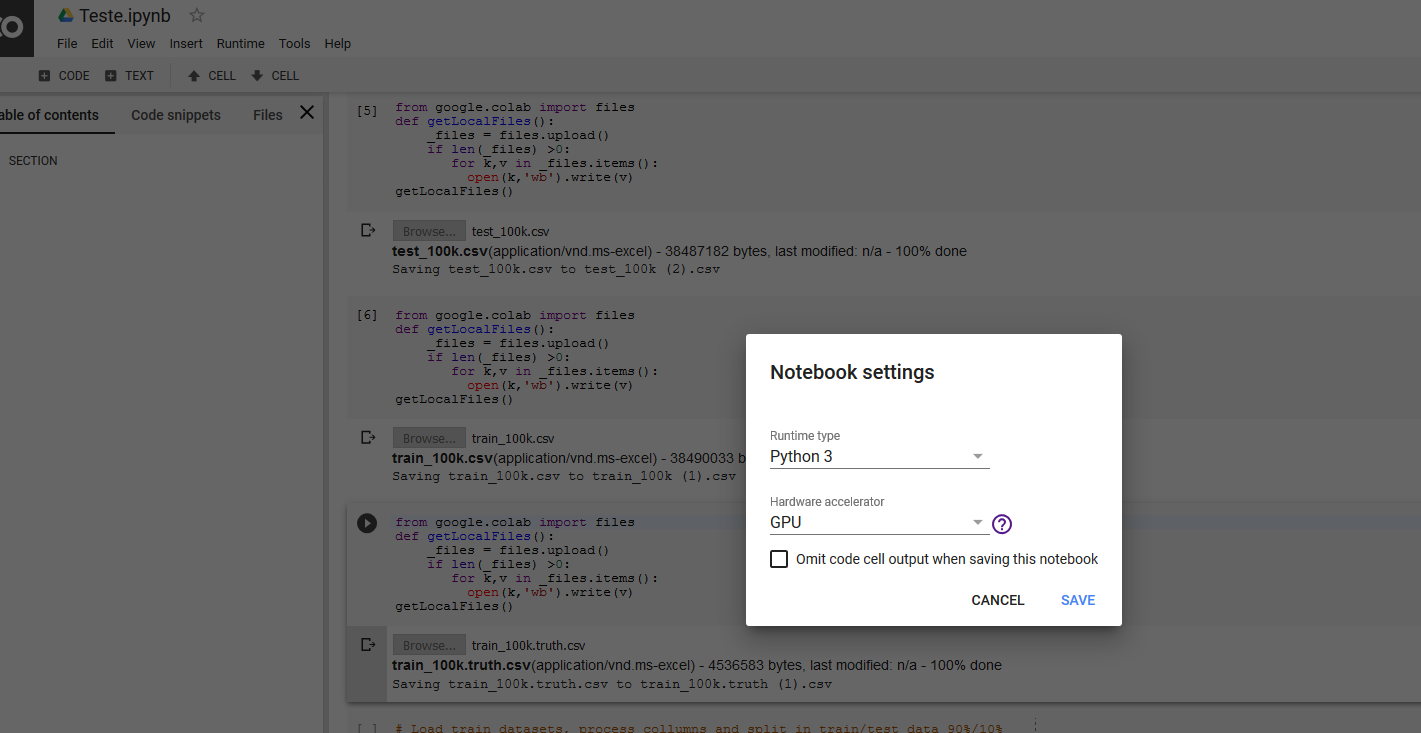 CO
Teste.ipynb
File Edit View Insert Runtime Tools Help
CODE TEXT CELL CELL
able of contents Code snippets Files
SECTION
[5] from google.colab import files
def getLocalFiles():
_files = files.upload()
if len(_files) >0:
for k,v in _files.items():
open(k,'wb').write(v)
getLocalFiles()
Browse... test_100k.csv
test_100k.csv(application/vnd.ms-excel) - 38487182 bytes, last modified: n/a - 100% done
Saving test_100k.csv to test_100k (2).csv
[6] from google.colab import files
def getLocalFiles():
_files = files.upload()
if len(_files) >0:
for k,v in _files.items():
open(k,'wb').write(v)
getLocalFiles()
Browse... train_100k.csv
train_100k.csv(application/vnd.ms-excel) - 38490033 b
Saving train_100k.csv to train_100k (1).csv
from google.colab import files
def getLocalFiles():
_files = files.upload()
if len(_files) >0:
for k,v in _files.items():
open(k,'wb').write(v)
getLocalFiles()
Browse... train_100k.truth.csv
train_100k.truth.csv(application/vnd.ms-excel) - 4536583 bytes, last modified: n/a - 100% done
Saving train_100k.truth.csv to train_100k.truth (1).csv
[ ] # Load train datasets, process collumns and split in train/test data 90%/10%
Notebook settings
Runtime type
Python 3
Hardware accelerator
GPU ?
Omit code cell output when saving this notebook
CANCEL SAVE